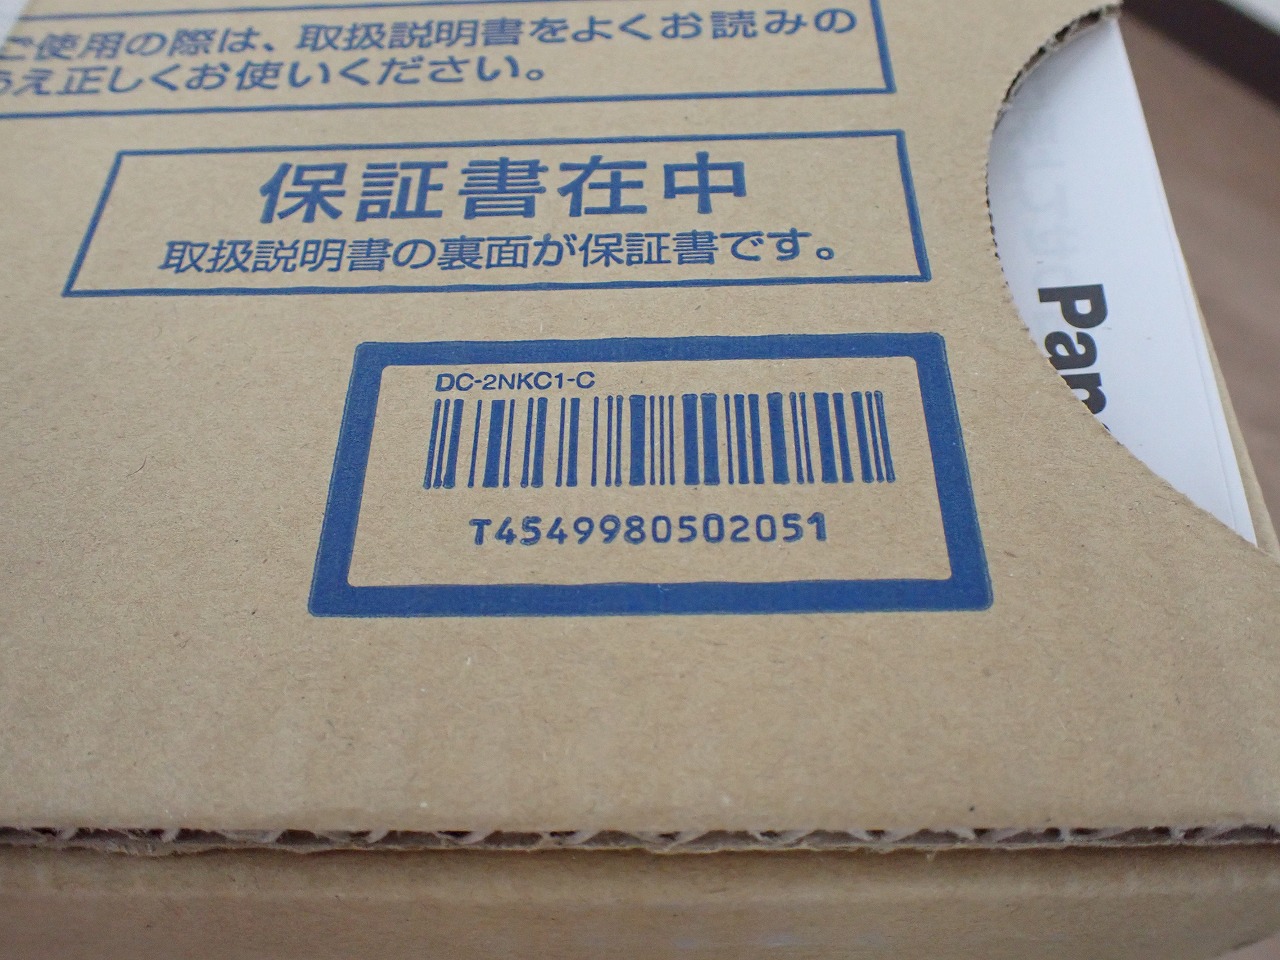 ご使用の際は、取扱説明書をよくお読みの
うえ正しくお使いください。
保証書在中
取扱説明書の裏面が保証書です。
DC-2NKC1-C
T4549980502051
Pan